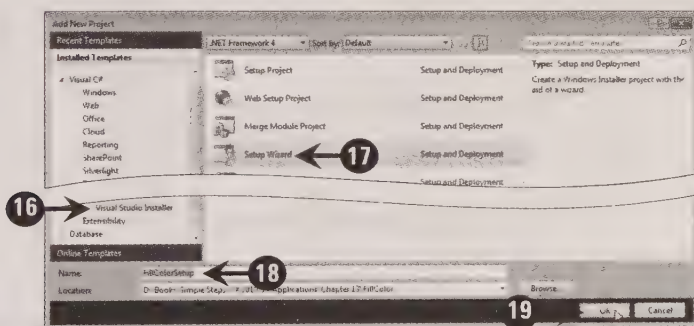 Add New Project
Recent Templates
.NET Framework 4
Sort by: Default
Installed Templates
Type: Setup and Deployment
Create a Windows Installer project with the
aid of a wizard.
Visual C#
Windows
Web
Office
Cloud
Reporting
SharePoint
Silverlight
Setup Project Setup and Deployment
Web Setup Project Setup and Deployment
Merge Module Project Setup and Deployment
Setup Wizard Setup and Deployment
17
Setup and Deployment
16
Visual Studio Installer
Extensibility
Database
Online Templates
Name:
18
Location:
Browse
19
OK
Cancel